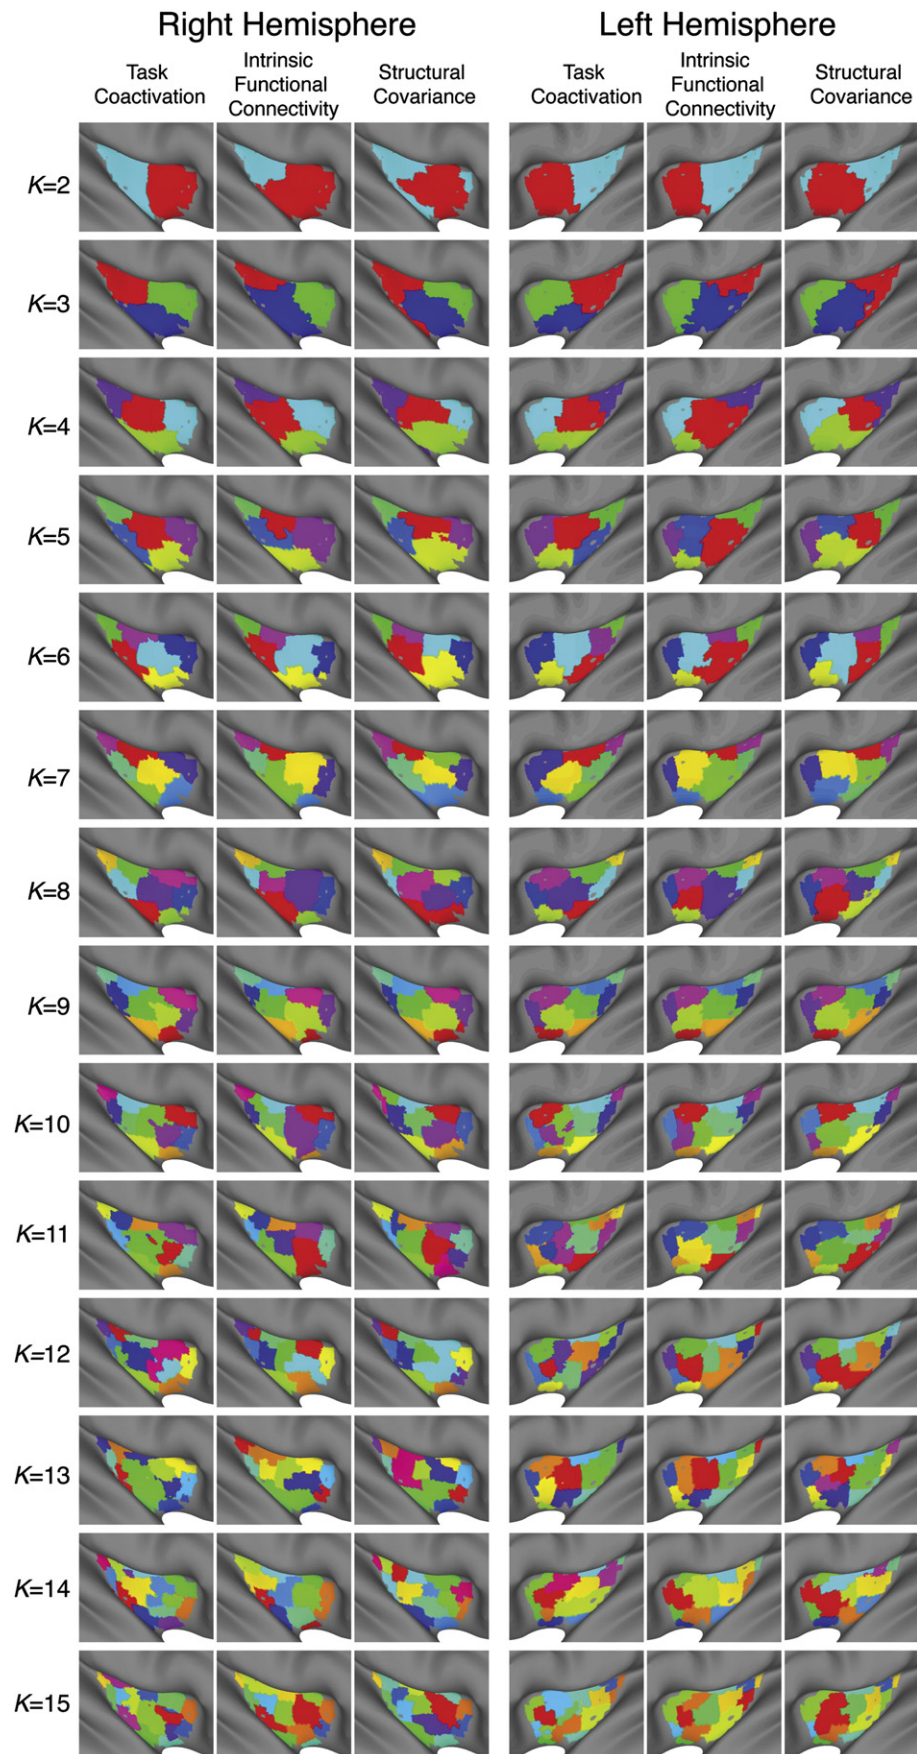 Right Hemisphere Left Hemisphere
Task Coactivation
Intrinsic Functional Connectivity
Structural Covariance
Task Coactivation
Intrinsic Functional Connectivity
Structural Covariance
K=2
K=3
K=4
K=5
K=6
K=7
K=8
K=9
K=10
K=11
K=12
K=13
K=14
K=15